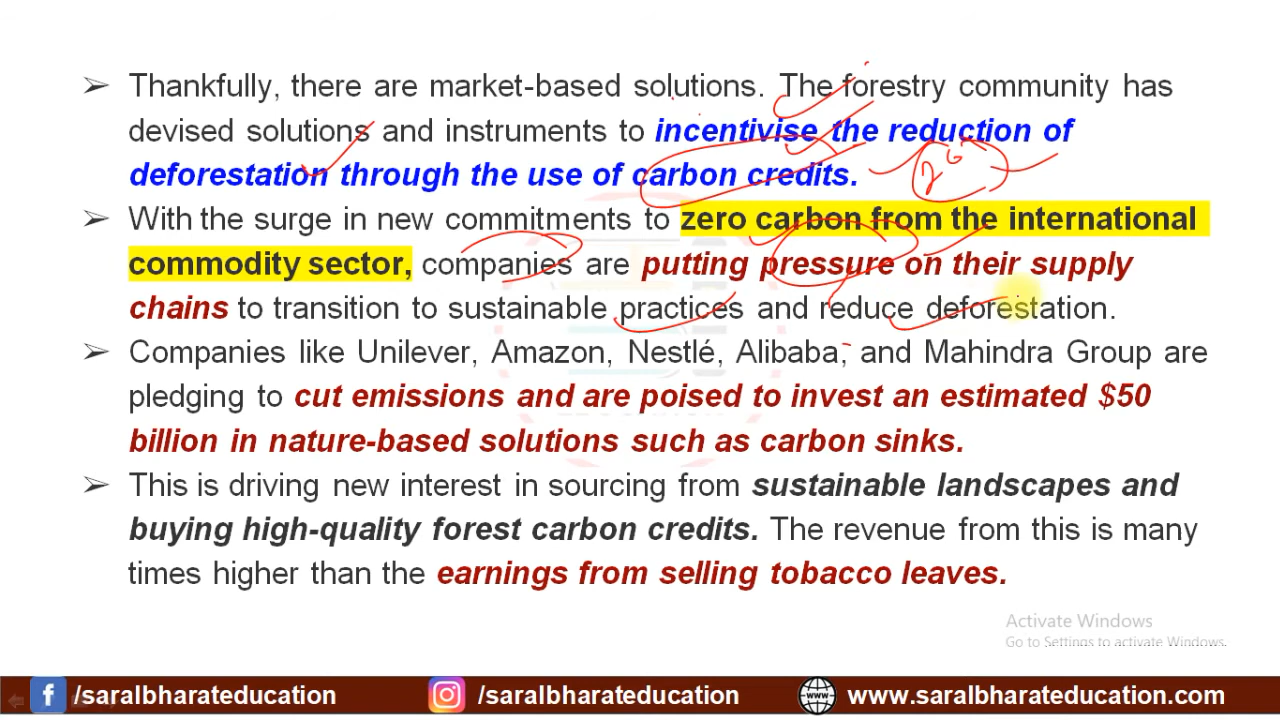 ➢ Thankfully, there are market-based solutions. The forestry community has
devised solutions and instruments to incentivise the reduction of
deforestation through the use of carbon credits.
➢ With the surge in new commitments to zero carbon from the international
commodity sector, companies are putting pressure on their supply
chains to transition to sustainable practices and reduce deforestation.
➢ Companies like Unilever, Amazon, Nestlé, Alibaba, and Mahindra Group are
pledging to cut emissions and are poised to invest an estimated $50
billion in nature-based solutions such as carbon sinks.
➢ This is driving new interest in sourcing from sustainable landscapes and
buying high-quality forest carbon credits. The revenue from this is many
times higher than the earnings from selling tobacco leaves.
Activate Windows
Go to Settings to activate Windows.
/saralbharateducation /saralbharateducation www.saralbharateducation.com